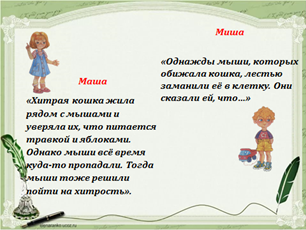 Миша
«Однажды мыши, которых
обижала кошка, лестью
заманили её в клетку. Они
сказали ей, что…»
Маша
«Хитрая кошка жила
рядом с мышами и
уверяла их, что питается
травкой и яблоками.
Однако мыши всё время
куда-то пропадали. Тогда
мыши тоже решили
пойти на хитрость».